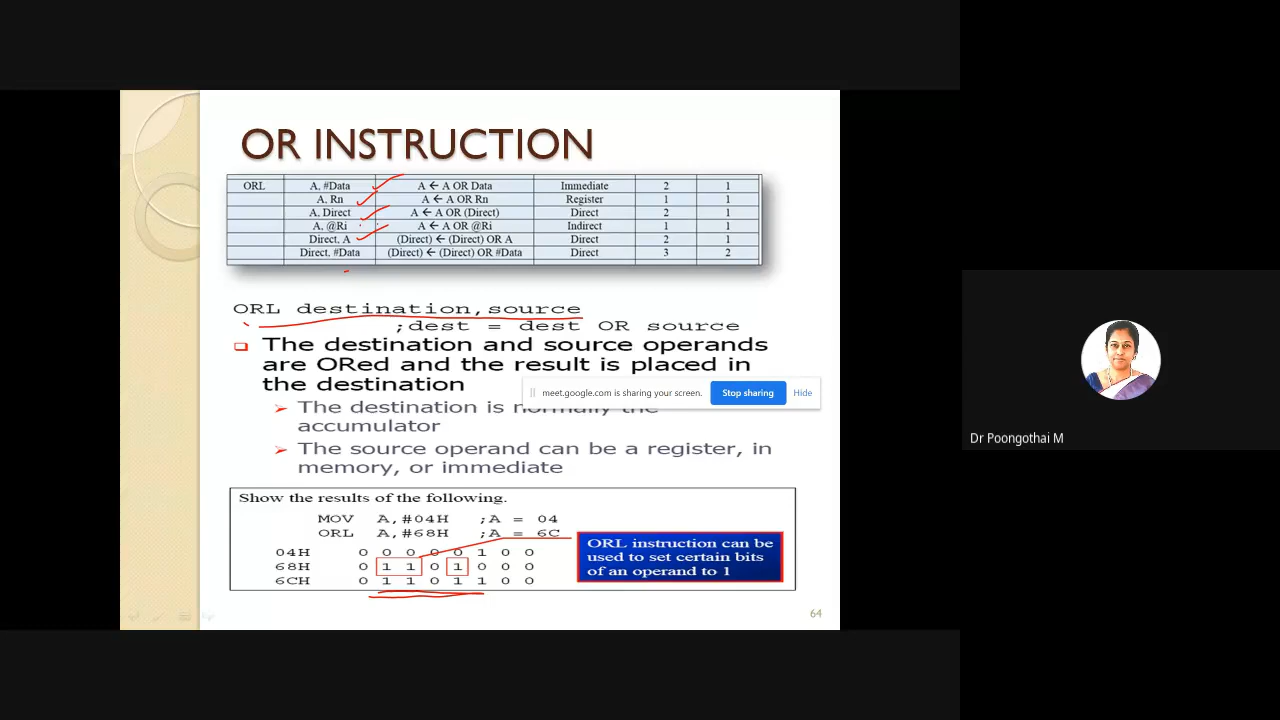 OR INSTRUCTION
ORL A, #Data A ← A OR Data Immediate 2 1
A, Rn A ← A OR Rn Register 1 1
A, Direct A ← A OR (Direct) Direct 2 1
A, @Ri A ← A OR @Ri Indirect 1 1
Direct, A (Direct) ← (Direct) OR A Direct 2 1
Direct, #Data (Direct) ← (Direct) OR #Data Direct 3 2
ORL destination,source
;dest = dest OR source
The destination and source operands
are ORed and the result is placed in
the destination
meet.google.com is sharing your screen. Stop sharing Hide
The destination is normally the
accumulator
The source operand can be a register, in
memory, or immediate
Show the results of the following.
MOV A,#04H ;A = 04
ORL A,#68H ;A = 6C
04H 0 0 0 0 0 1 0 0
68H 0 1 1 0 1 0 0 0
6CH 0 1 1 0 1 1 0 0
ORL instruction can be
used to set certain bits
of an operand to 1
64
Dr Poongothai M